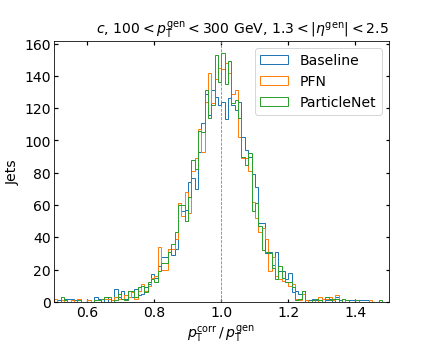 c, 100 < p_T^gen < 300 GeV, 1.3 < |η^gen| < 2.5
160
140
120
100
80
60
40
20
0
Jets
Baseline
PFN
ParticleNet
0.6 0.8 1.0 1.2 1.4
p_T^corr / p_T^gen